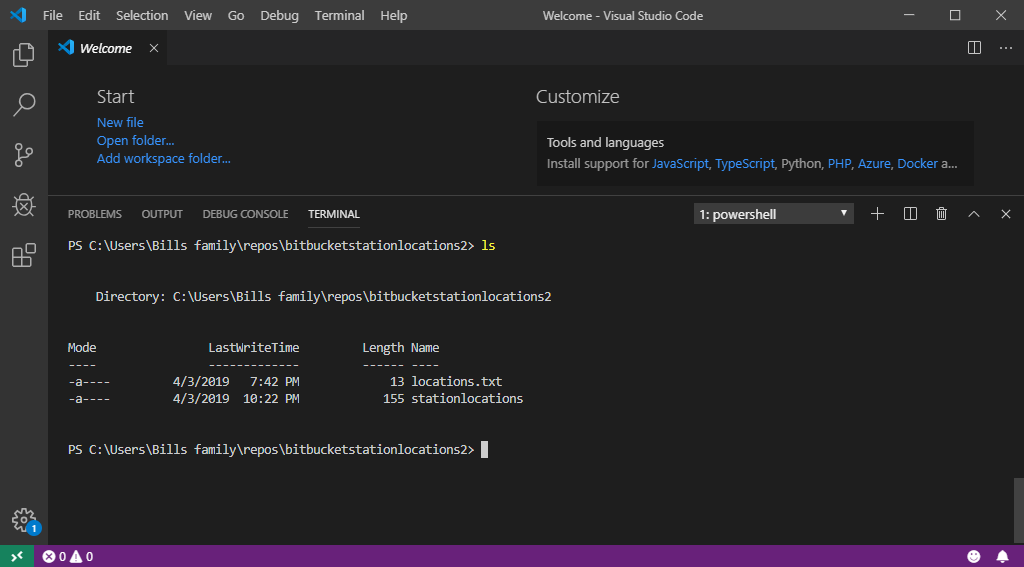 File Edit Selection View Go Debug Terminal Help Welcome - Visual Studio Code
Welcome
Start
New file
Open folder...
Add workspace folder...
Customize
Tools and languages
Install support for JavaScript, TypeScript, Python, PHP, Azure, Docker a...
PROBLEMS OUTPUT DEBUG CONSOLE TERMINAL 1: powershell
PS C:\Users\Bills family\repos\bitbucketstationlocations2> ls
Directory: C:\Users\Bills family\repos\bitbucketstationlocations2
Mode LastWriteTime Length Name
---- ------------- ------ ----
-a---- 4/3/2019 7:42 PM 13 locations.txt
-a---- 4/3/2019 10:22 PM 155 stationlocations
PS C:\Users\Bills family\repos\bitbucketstationlocations2>
1
0 0